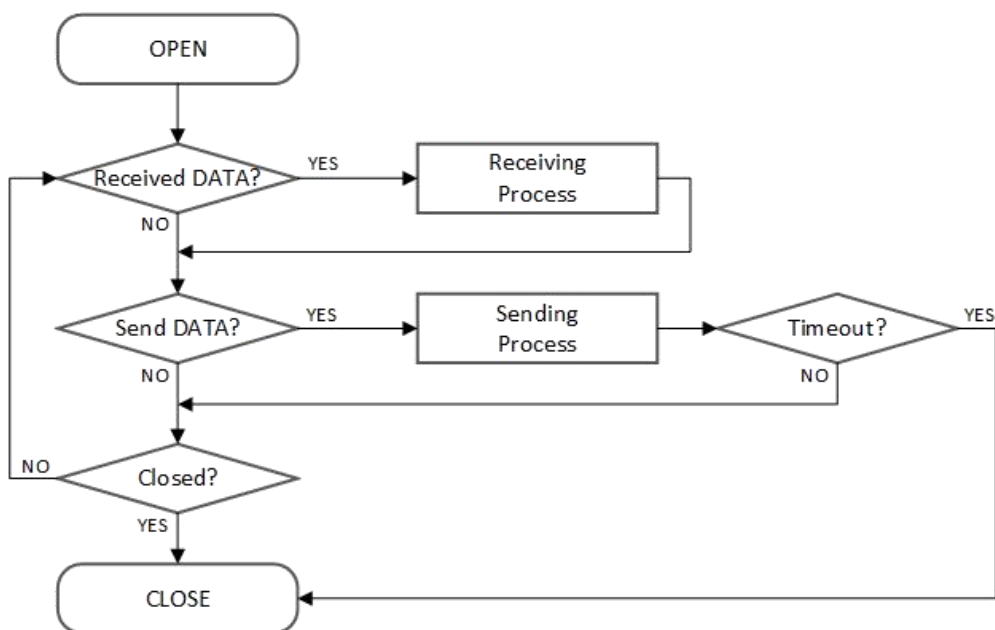 OPEN
Received DATA?
YES
Receiving
Process
NO
Send DATA?
YES
Sending
Process
Timeout?
YES
NO
NO
Closed?
NO
YES
CLOSE